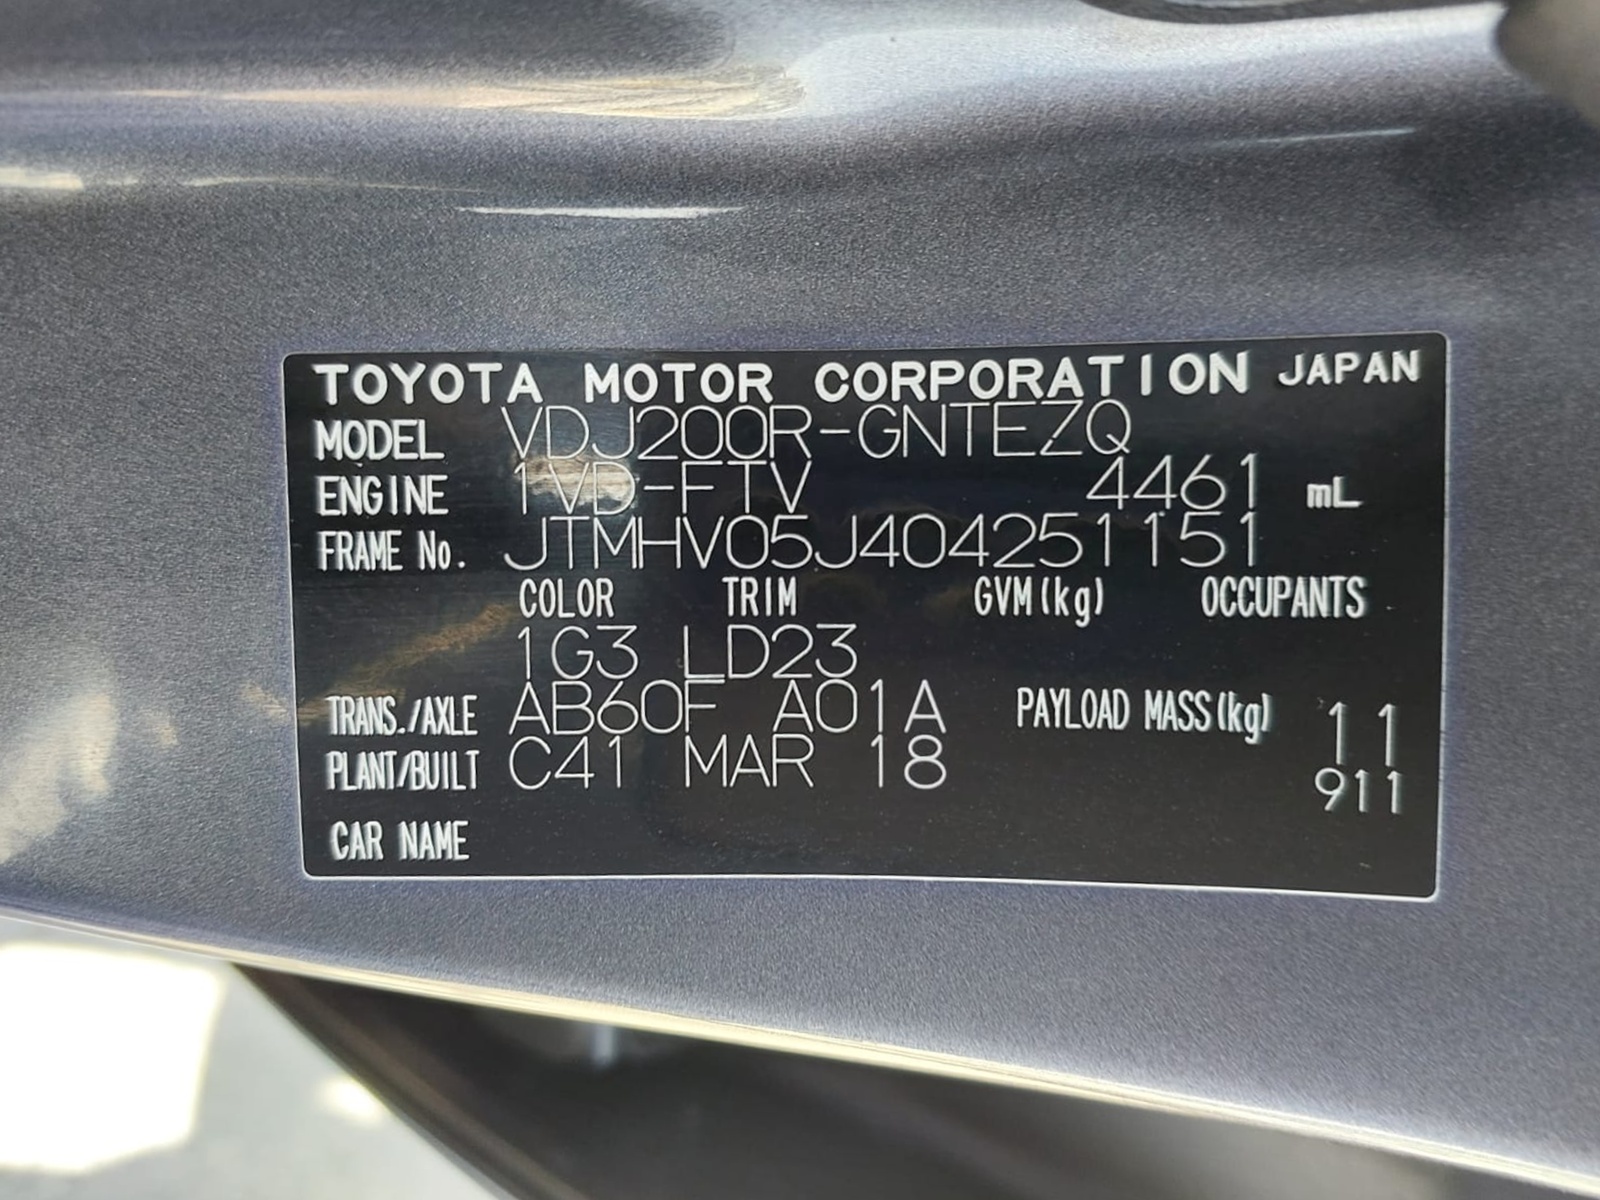 TOYOTA MOTOR CORPORATION JAPAN
MODEL VDJ200R-GNTEZQ
ENGINE 1VD-FTV 4461 mL
FRAME No. JTMHV05J404251151
COLOR TRIM GVM(kg) OCCUPANTS
1G3 LD23
TRANS./AXLE AB60F A01A PAYLOAD MASS(kg) 11
PLANT/BUILT C41 MAR 18 911
CAR NAME